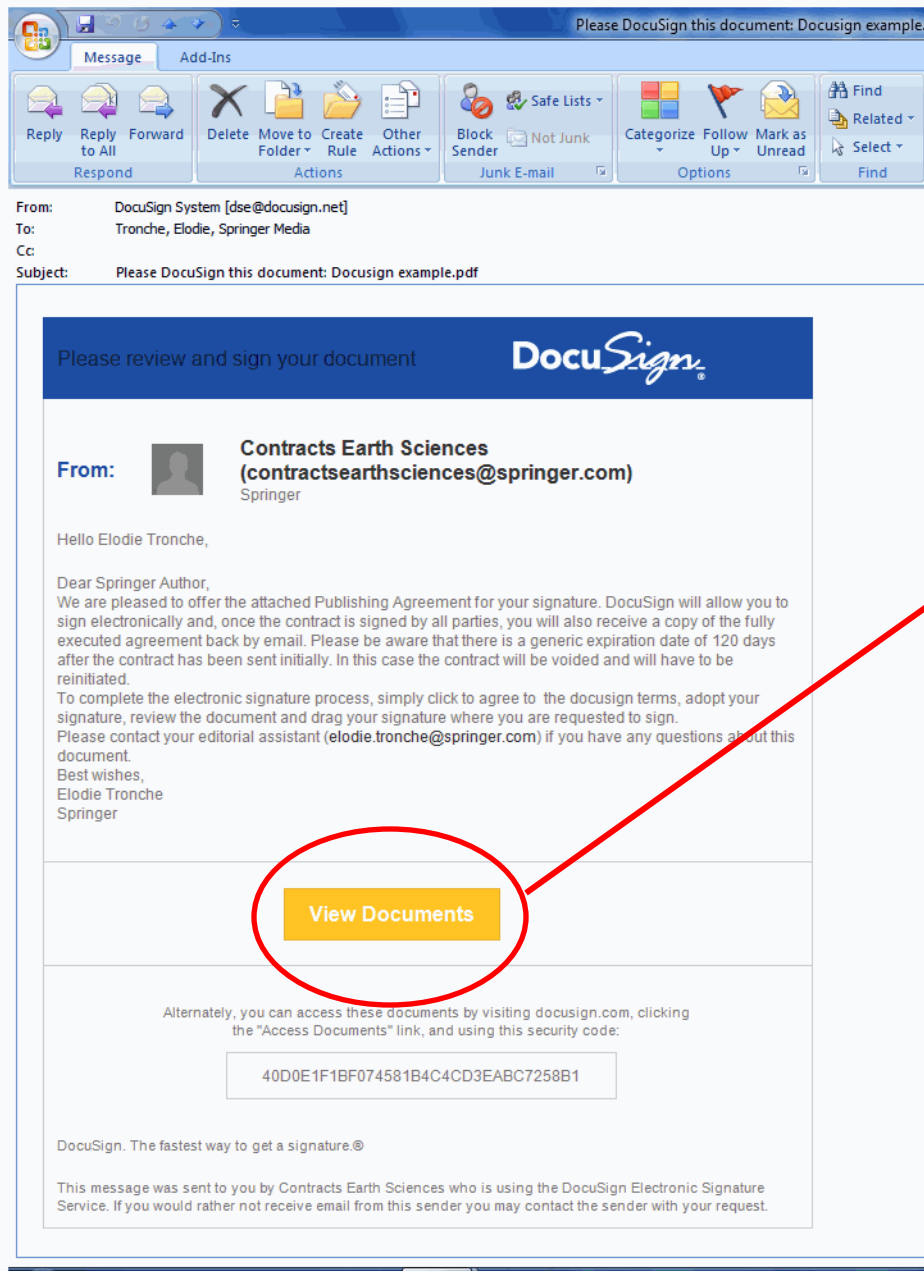 Please DocuSign this document: Docusign example.
Message Add-Ins
Reply Reply to All Forward Delete Move to Folder Create Rule Other Actions Block Sender Safe Lists Not Junk Categorize Follow Up Mark as Unread Find Related Select
Respond Actions Junk E-mail Options Find
From: DocuSign System [dse@docusign.net]
To: Tronche, Elodie, Springer Media
Cc:
Subject: Please DocuSign this document: Docusign example.pdf
Please review and sign your document DocuSign®
From: Contracts Earth Sciences
(contractsearthsciences@springer.com)
Springer
Hello Elodie Tronche,
Dear Springer Author,
We are pleased to offer the attached Publishing Agreement for your signature. DocuSign will allow you to
sign electronically and, once the contract is signed by all parties, you will also receive a copy of the fully
executed agreement back by email. Please be aware that there is a generic expiration date of 120 days
after the contract has been sent initially. In this case the contract will be voided and will have to be
reinitiated.
To complete the electronic signature process, simply click to agree to the docusign terms, adopt your
signature, review the document and drag your signature where you are requested to sign.
Please contact your editorial assistant (elodie.tronche@springer.com) if you have any questions about this
document.
Best wishes,
Elodie Tronche
Springer
View Documents
Alternately, you can access these documents by visiting docusign.com, clicking
the "Access Documents" link, and using this security code:
40D0E1F1BF074581B4C4CD3EABC7258B1
DocuSign. The fastest way to get a signature.®
This message was sent to you by Contracts Earth Sciences who is using the DocuSign Electronic Signature
Service. If you would rather not receive email from this sender you may contact the sender with your request.